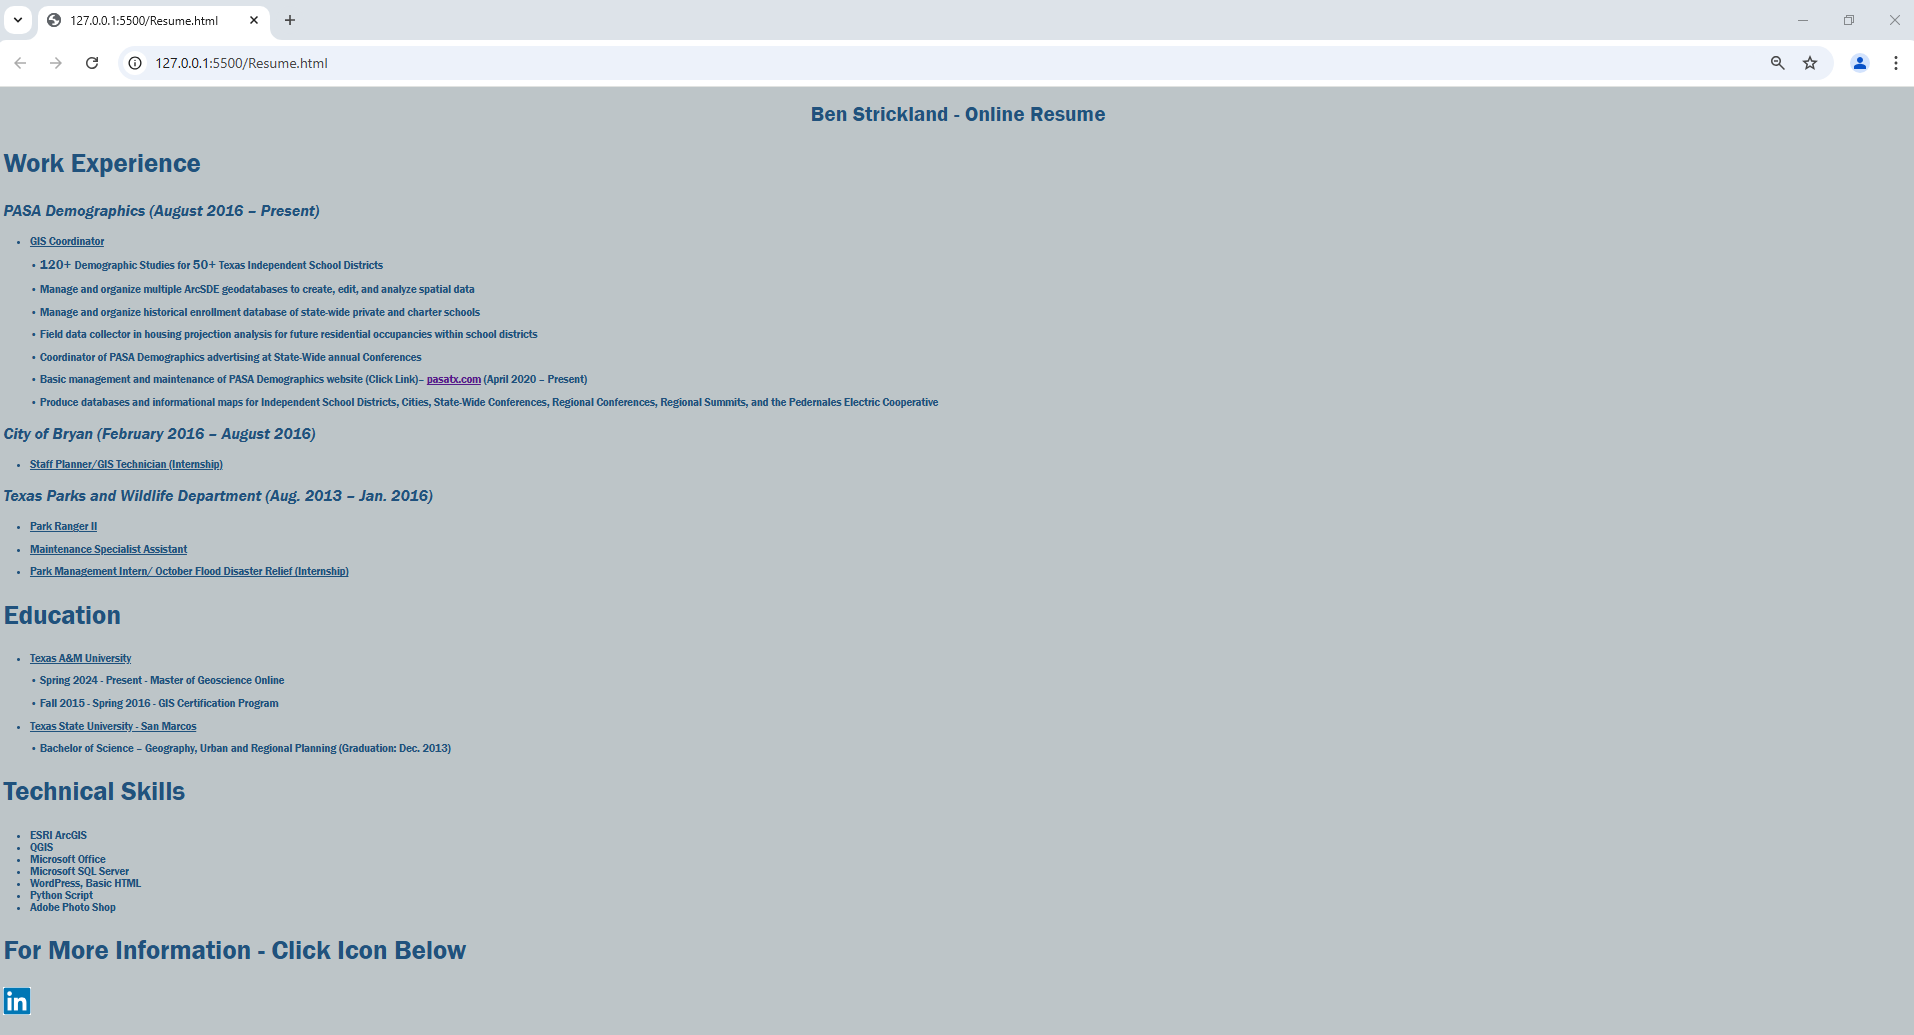 127.0.0.1:5500/Resume.html
127.0.0.1:5500/Resume.html
Ben Strickland - Online Resume
Work Experience
PASA Demographics (August 2016 – Present)
• GIS Coordinator
• 120+ Demographic Studies for 50+ Texas Independent School Districts
• Manage and organize multiple ArcSDE geodatabases to create, edit, and analyze spatial data
• Manage and organize historical enrollment database of state-wide private and charter schools
• Field data collector in housing projection analysis for future residential occupancies within school districts
• Coordinator of PASA Demographics advertising at State-Wide annual Conferences
• Basic management and maintenance of PASA Demographics website (Click Link)– pasatx.com (April 2020 – Present)
• Produce databases and informational maps for Independent School Districts, Cities, State-Wide Conferences, Regional Conferences, Regional Summits, and the Pedernales Electric Cooperative
City of Bryan (February 2016 – August 2016)
• Staff Planner/GIS Technician (Internship)
Texas Parks and Wildlife Department (Aug. 2013 – Jan. 2016)
• Park Ranger II
• Maintenance Specialist Assistant
• Park Management Intern/ October Flood Disaster Relief (Internship)
Education
• Texas A&M University
• Spring 2024 - Present - Master of Geoscience Online
• Fall 2015 - Spring 2016 - GIS Certification Program
• Texas State University - San Marcos
• Bachelor of Science – Geography, Urban and Regional Planning (Graduation: Dec. 2013)
Technical Skills
• ESRI ArcGIS
• QGIS
• Microsoft Office
• Microsoft SQL Server
• WordPress, Basic HTML
• Python Script
• Adobe Photo Shop
For More Information - Click Icon Below
in